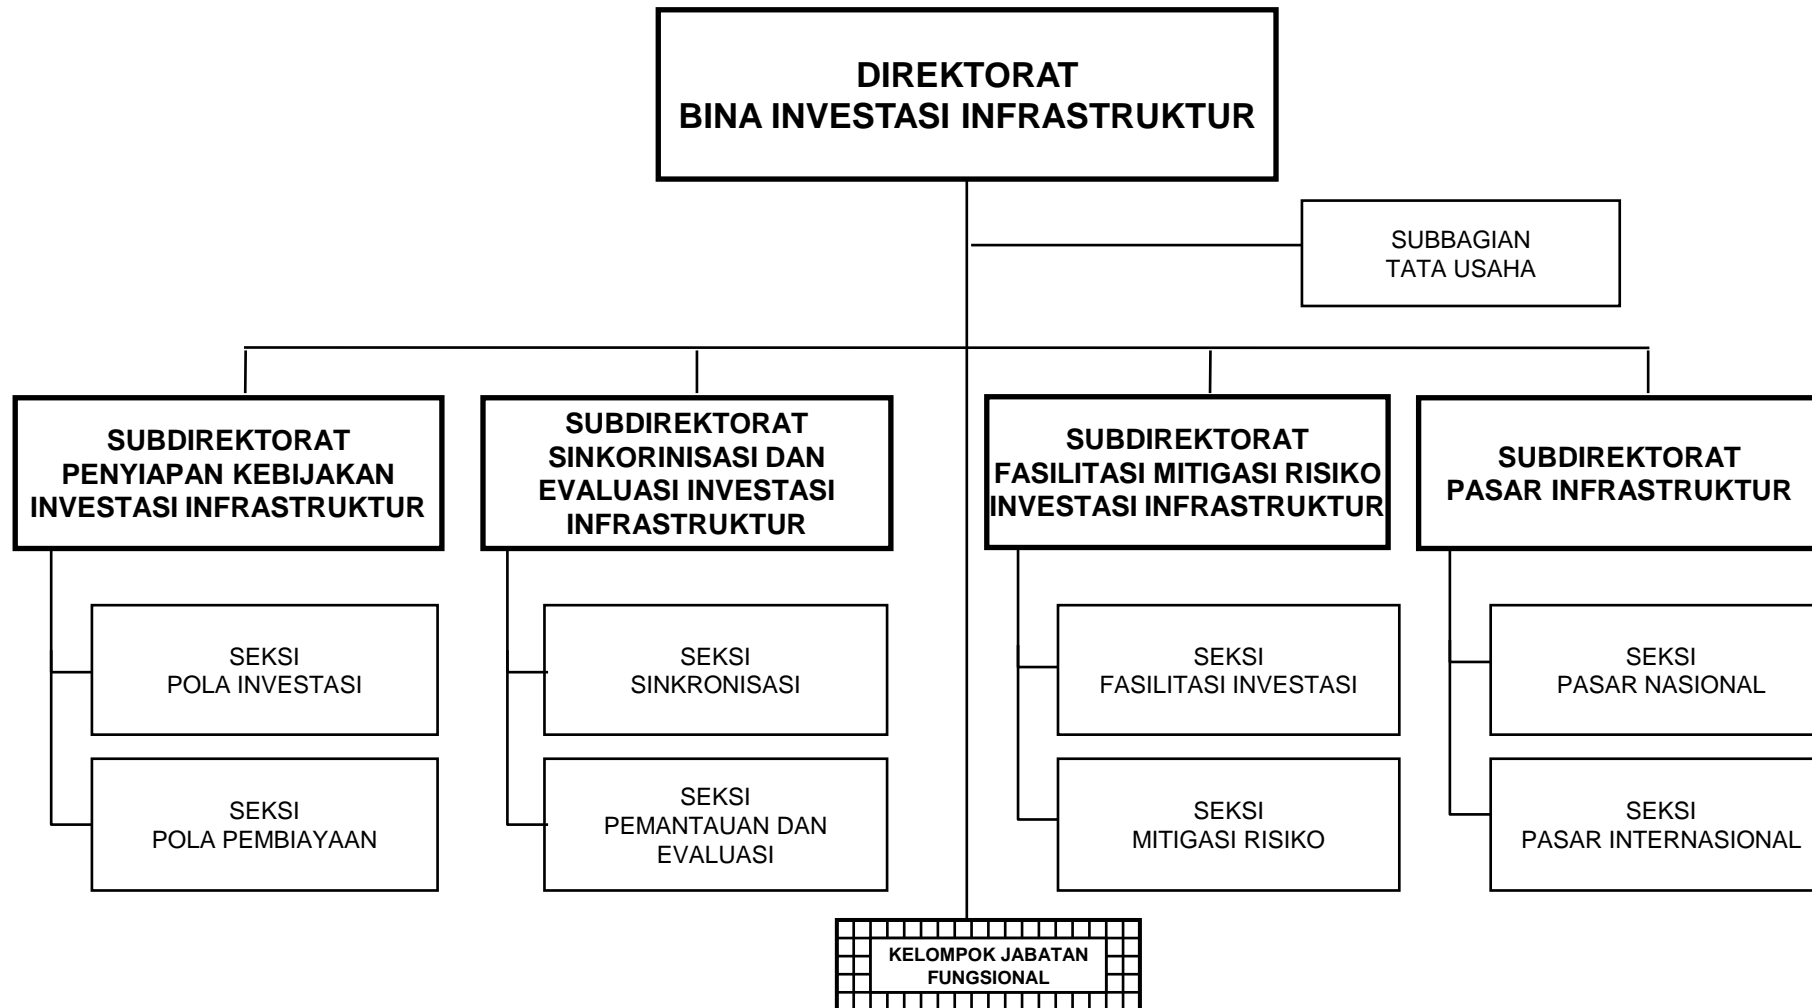 DIREKTORAT
BINA INVESTASI INFRASTRUKTUR
SUBBAGIAN
TATA USAHA
SUBDIREKTORAT
PENYIAPAN KEBIJAKAN
INVESTASI INFRASTRUKTUR
SUBDIREKTORAT
SINKORINISASI DAN
EVALUASI INVESTASI
INFRASTRUKTUR
SUBDIREKTORAT
FASILITASI MITIGASI RISIKO
INVESTASI INFRASTRUKTUR
SUBDIREKTORAT
PASAR INFRASTRUKTUR
SEKSI
POLA INVESTASI
SEKSI
SINKRONISASI
SEKSI
FASILITASI INVESTASI
SEKSI
PASAR NASIONAL
SEKSI
POLA PEMBIAYAAN
SEKSI
PEMANTAUAN DAN
EVALUASI
SEKSI
MITIGASI RISIKO
SEKSI
PASAR INTERNASIONAL
KELOMPOK JABATAN
FUNGSIONAL